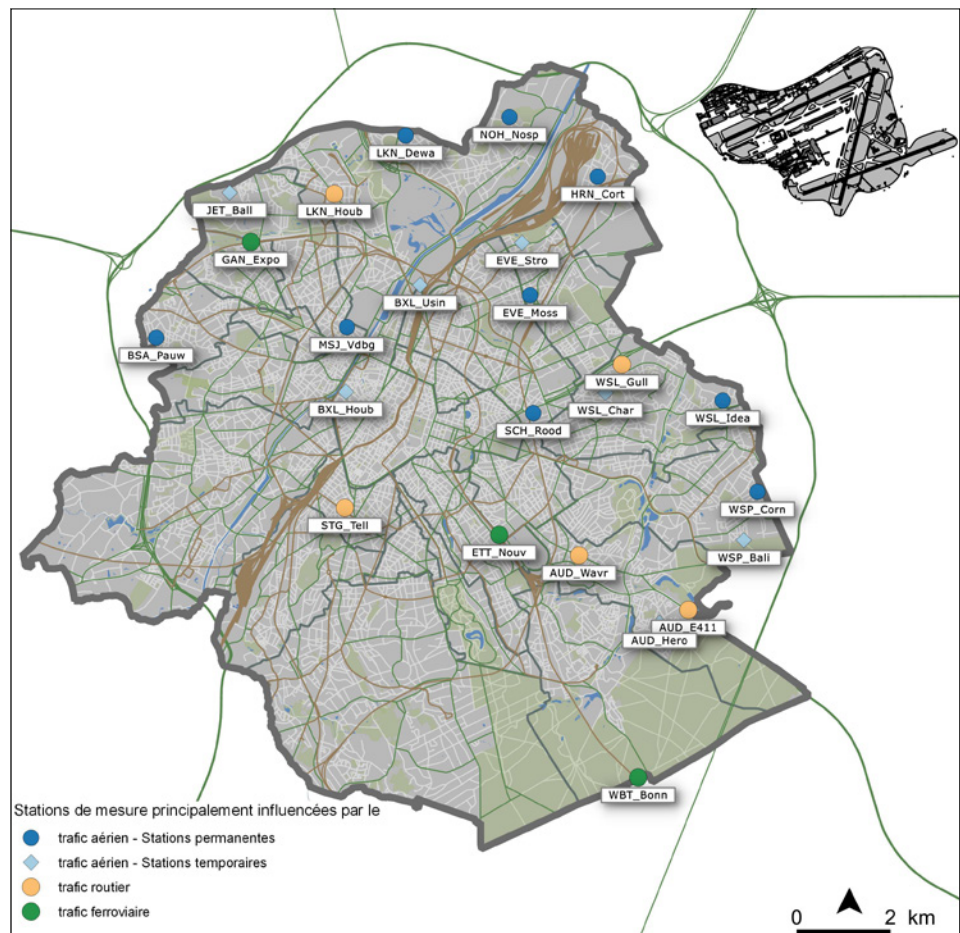 NOH_Nosp
LKN_Dewa
HRN_Cort
JET_Ball
LKN_Houb
GAN_Expo
EVE_Stro
BXL_Usin
EVE_Moss
MSJ_Vdbg
BSA_Pauw
WSL_Gull
BXL_Houb
WSL_Char
WSL_Idea
SCH_Rood
WSP_Corn
STG_Tell
ETT_Nouv
WSP_Bali
AUD_Wavr
AUD_E411
AUD_Hero
WBT_Bonn
Stations de mesure principalement influencées par le
trafic aérien - Stations permanentes
trafic aérien - Stations temporaires
trafic routier
trafic ferroviaire
0 2 km